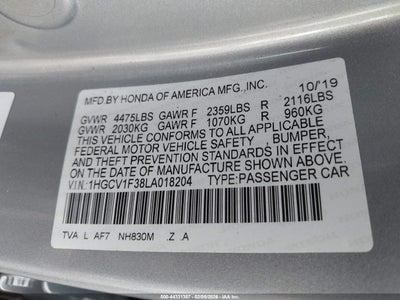 MFD.BY HONDA OF AMERICA MFG.,INC. 10/'19
GVWR 4475LBS GAWR F 2359LBS R 2116LBS
GVWR 2030KG GAWR F 1070KG R 960KG
THIS VEHICLE CONFORMS TO ALL APPLICABLE
FEDERAL MOTOR VEHICLE SAFETY , BUMPER,
AND THEFT PREVENTION STANDARDS IN EFFECT
ON THE DATE OF MANUFACTURE SHOWN ABOVE.
VIN: 1HGCV1F38LA018204 TYPE:PASSENGER CAR
TVA L AF7 NH830M .Z .A